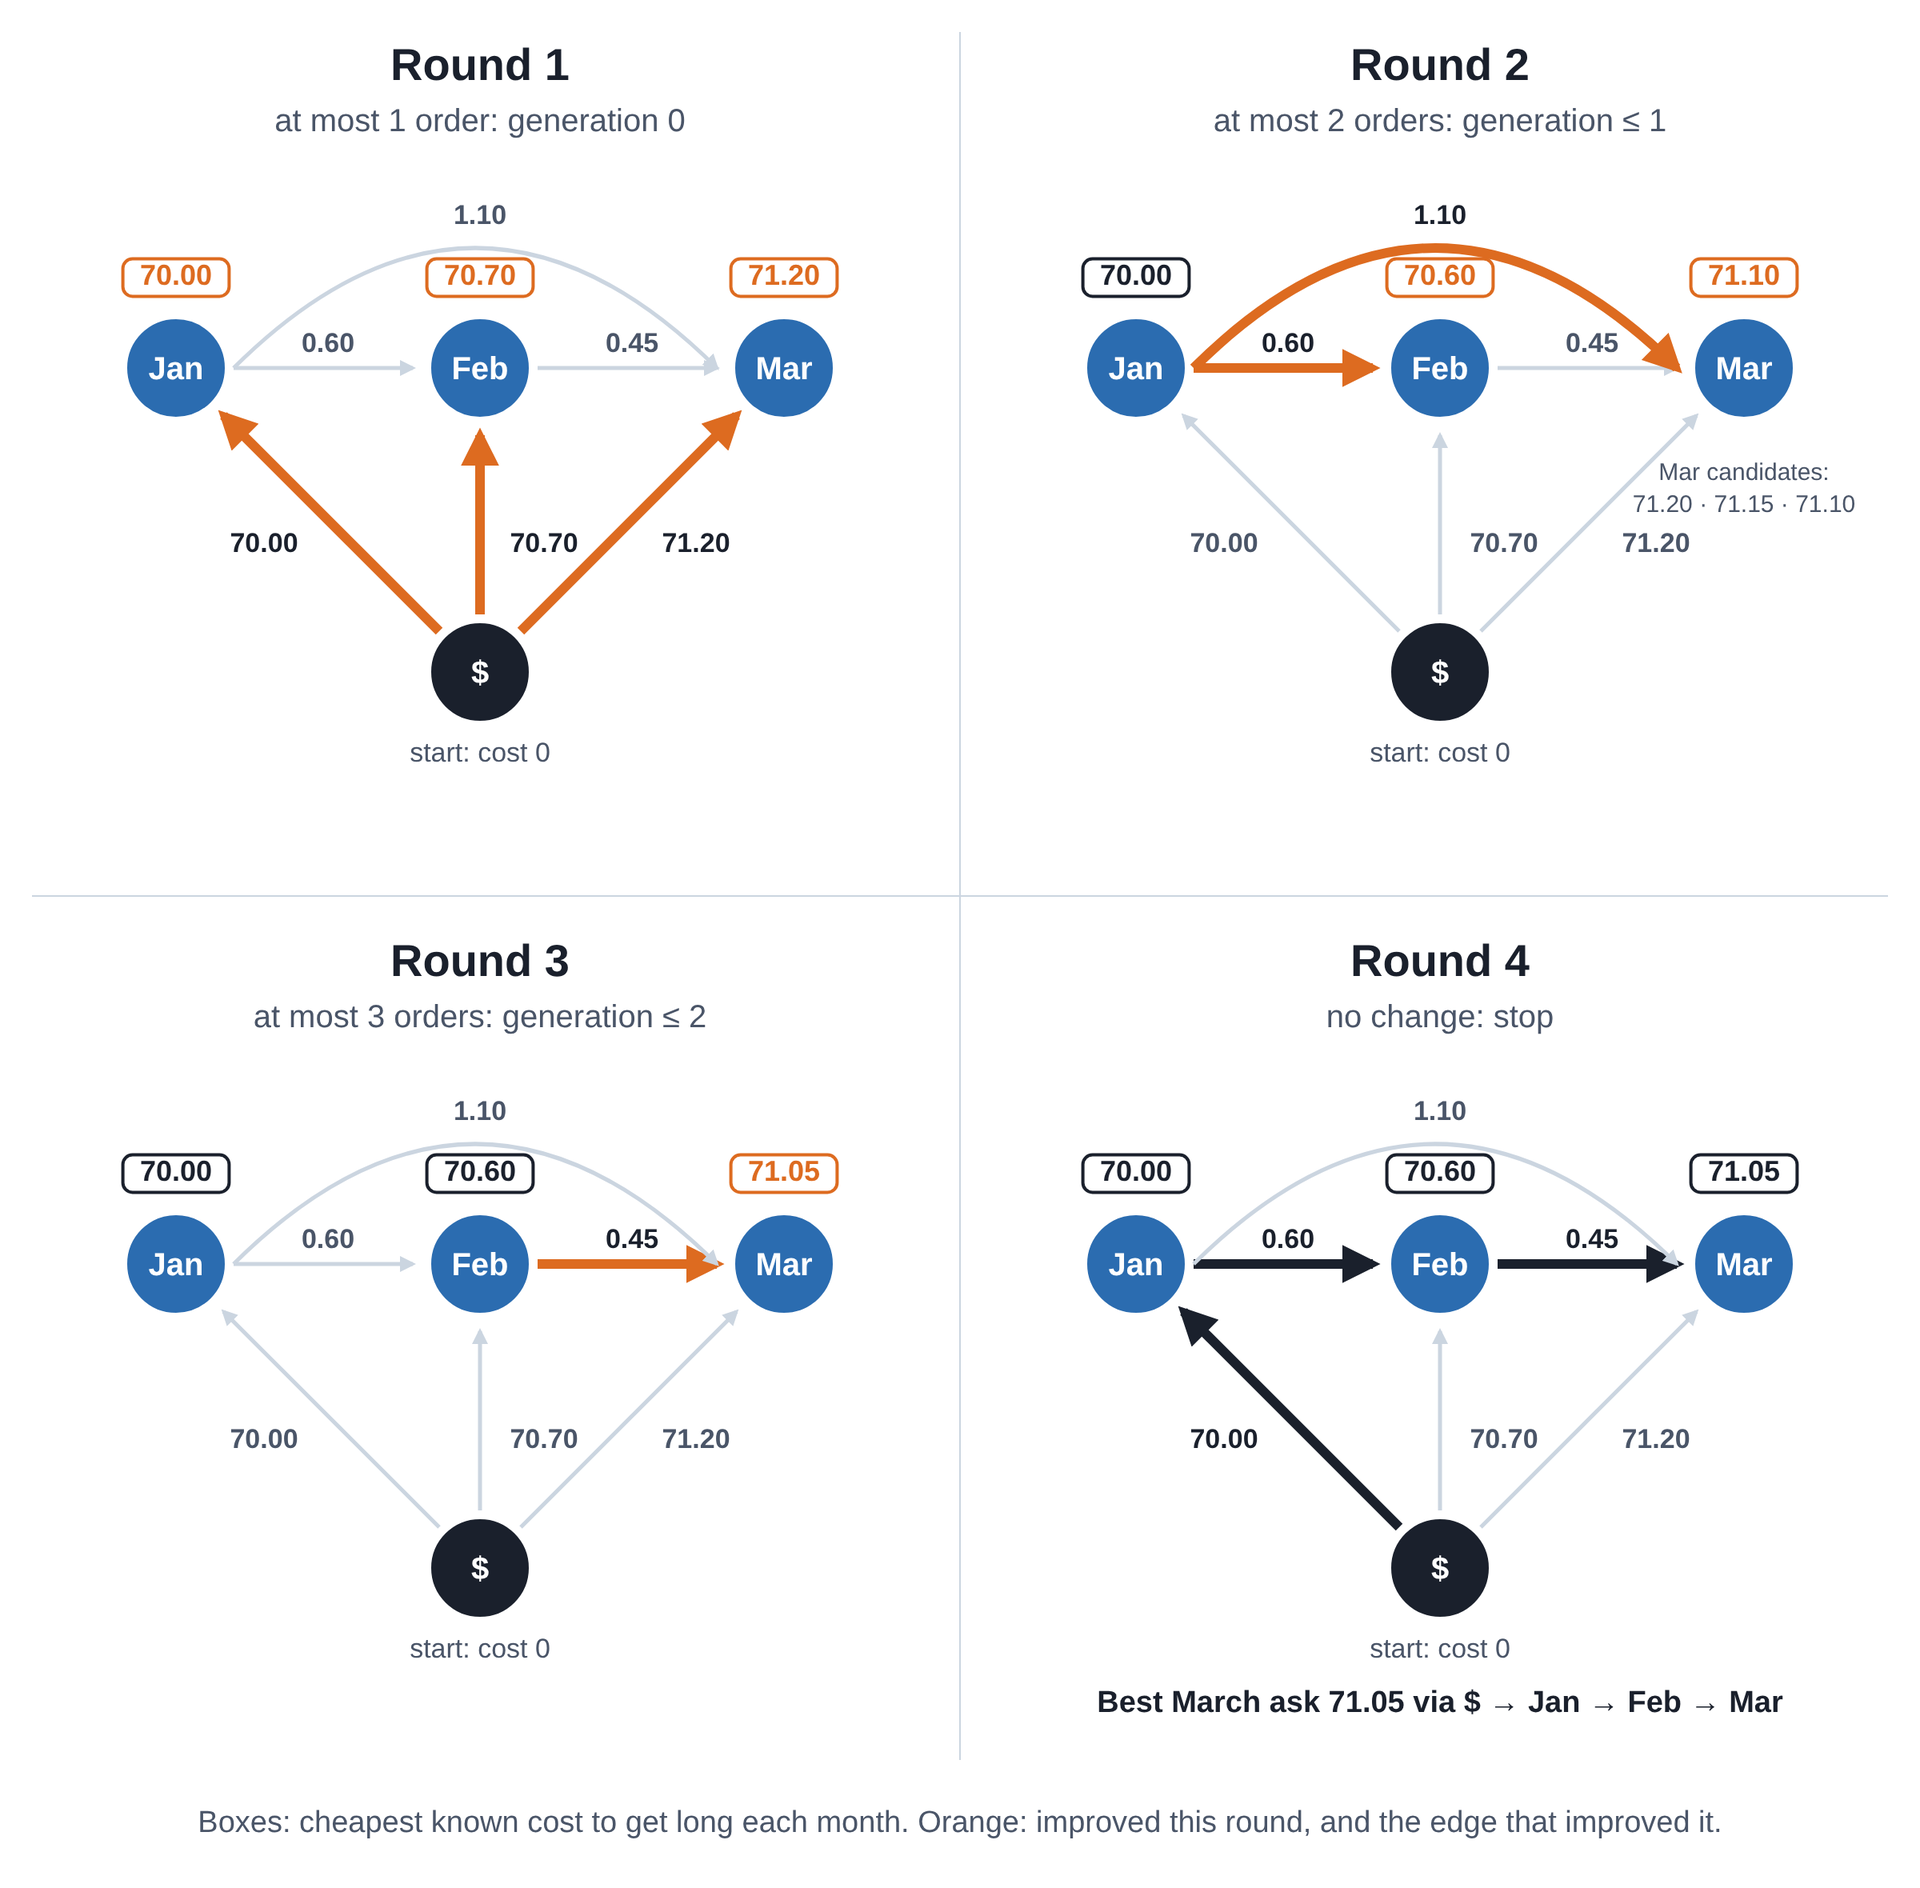 Round 1
at most 1 order: generation 0
1.10
70.00
70.70
71.20
0.60
0.45
Jan
Feb
Mar
70.00
70.70
71.20
$
start: cost 0
Round 2
at most 2 orders: generation ≤ 1
1.10
70.00
70.60
71.10
0.60
0.45
Jan
Feb
Mar
Mar candidates:
71.20 · 71.15 · 71.10
70.00
70.70
71.20
$
start: cost 0
Round 3
at most 3 orders: generation ≤ 2
1.10
70.00
70.60
71.05
0.60
0.45
Jan
Feb
Mar
70.00
70.70
71.20
$
start: cost 0
Round 4
no change: stop
1.10
70.00
70.60
71.05
0.60
0.45
Jan
Feb
Mar
70.00
70.70
71.20
$
start: cost 0
Best March ask 71.05 via $ → Jan → Feb → Mar
Boxes: cheapest known cost to get long each month. Orange: improved this round, and the edge that improved it.